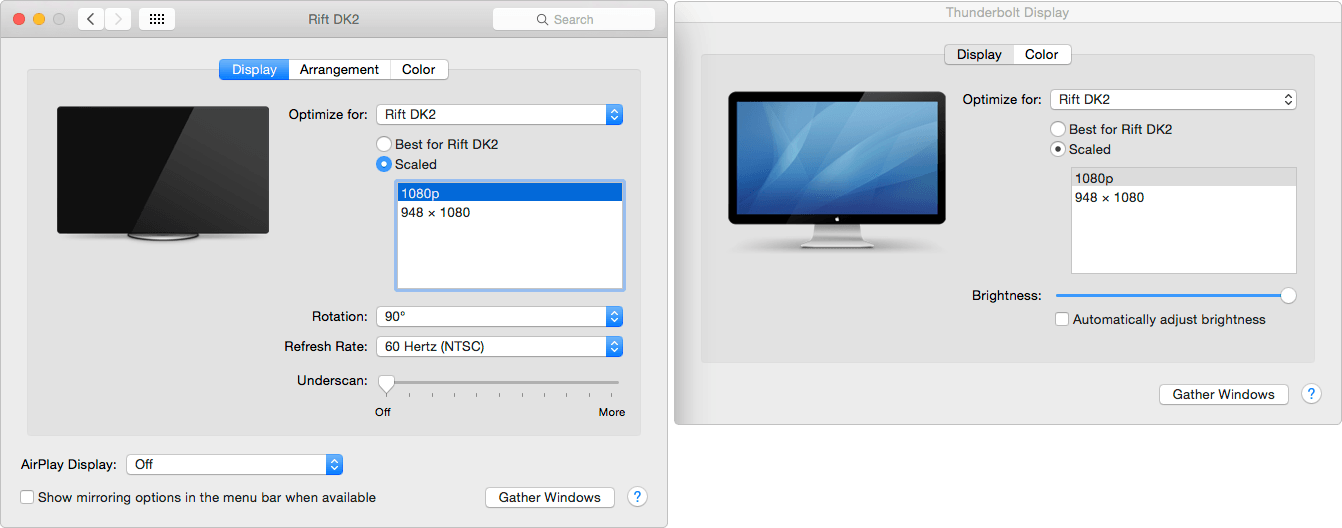 Rift DK2
Search
Display Arrangement Color
Optimize for: Rift DK2
Best for Rift DK2
Scaled
1080p
948 × 1080
Rotation: 90°
Refresh Rate: 60 Hertz (NTSC)
Underscan:
Off More
AirPlay Display: Off
Show mirroring options in the menu bar when available
Gather Windows ?
Thunderbolt Display
Display Color
Optimize for: Rift DK2
Best for Rift DK2
Scaled
1080p
948 × 1080
Brightness:
Automatically adjust brightness
Gather Windows ?